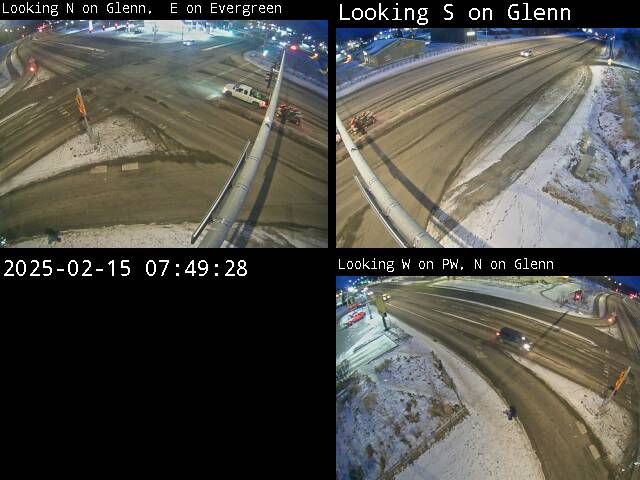 Looking N on Glenn, E on Evergreen
Looking S on Glenn
2025-02-15 07:49:28
Looking W on PW, N on Glenn